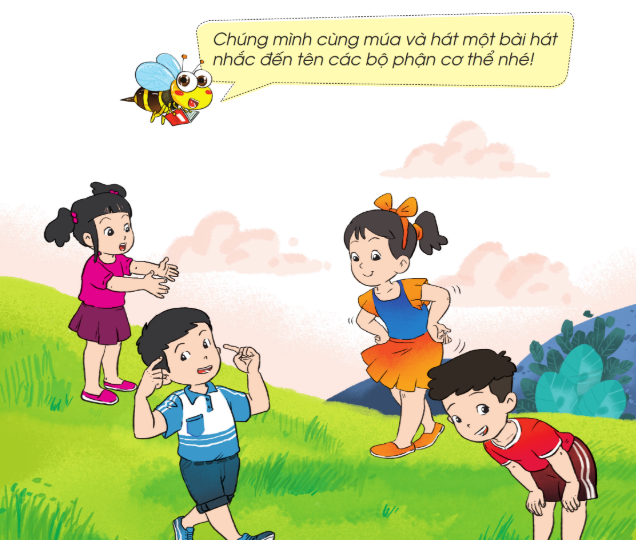 Chúng mình cùng múa và hát một bài hát
nhắc đến tên các bộ phận cơ thể nhé!